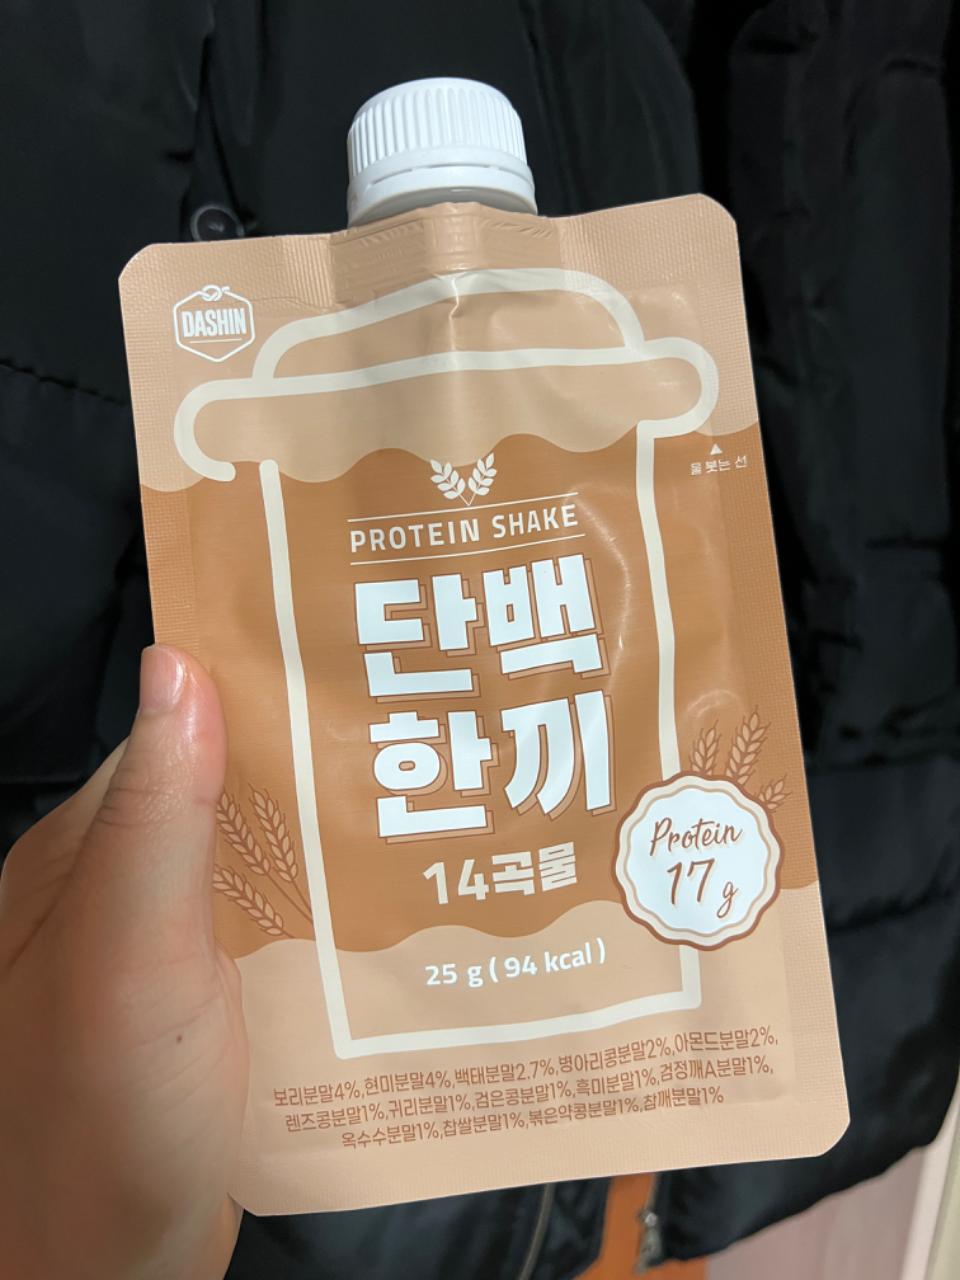 DASHIN
물 붓는 선
PROTEIN SHAKE
단백
한끼
14곡물
Protein
17 g
25 g ( 94 kcal )
보리분말4%,현미분말4%,백태분말2.7%,병아리콩분말2%,아몬드분말2%,
렌즈콩분말1%,귀리분말1%,검은콩분말1%,흑미분말1%,검정깨A분말1%,
옥수수분말1%,찹쌀분말1%,볶은약콩분말1%,참깨분말1%